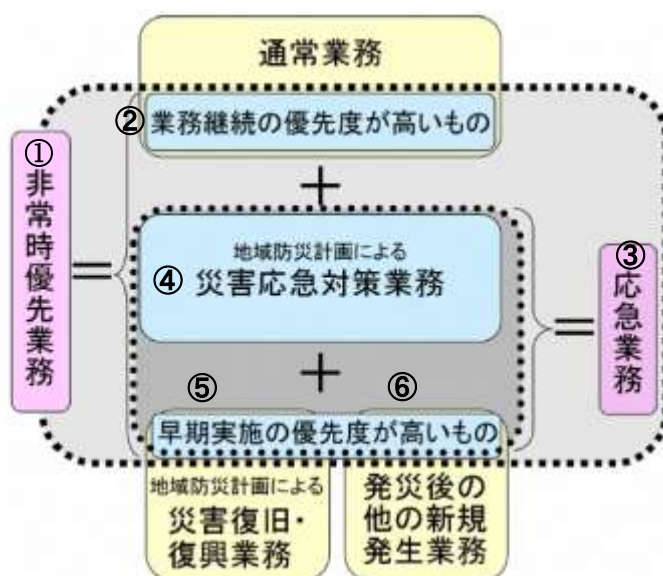 通常業務
②業務継続の優先度が高いもの
①非常時優先業務
＋
＝
地域防災計画による
④災害応急対策業務
＝
③応急業務
＋
⑤ ⑥
早期実施の優先度が高いもの
地域防災計画による
災害復旧・
復興業務
発災後の
他の新規
発生業務